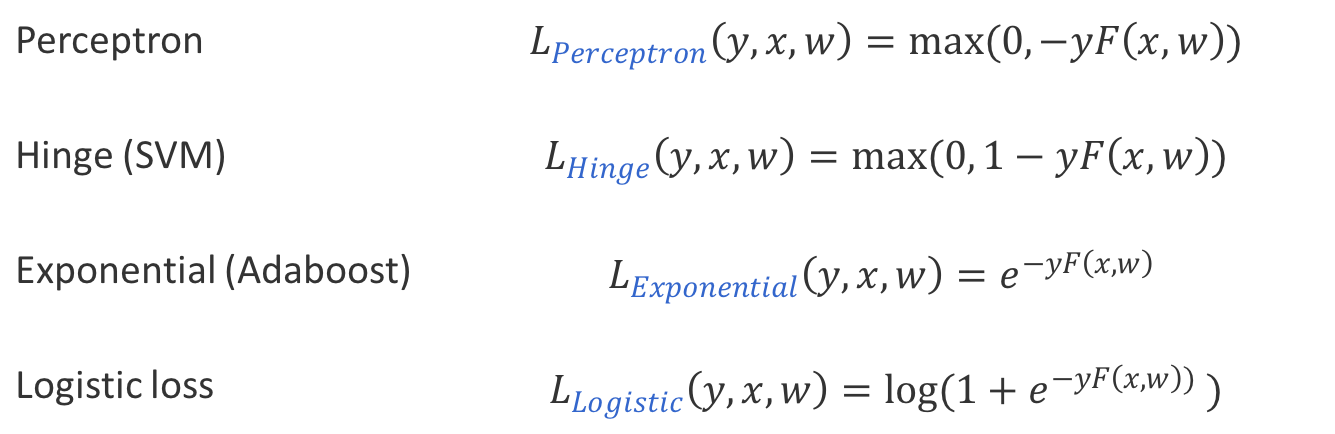 Perceptron L_Perceptron(y, x, w) = max(0, −yF(x, w))
Hinge (SVM) L_Hinge(y, x, w) = max(0, 1 − yF(x, w))
Exponential (Adaboost) L_Exponential(y, x, w) = e^−yF(x,w)
Logistic loss L_Logistic(y, x, w) = log(1 + e^−yF(x,w)) )